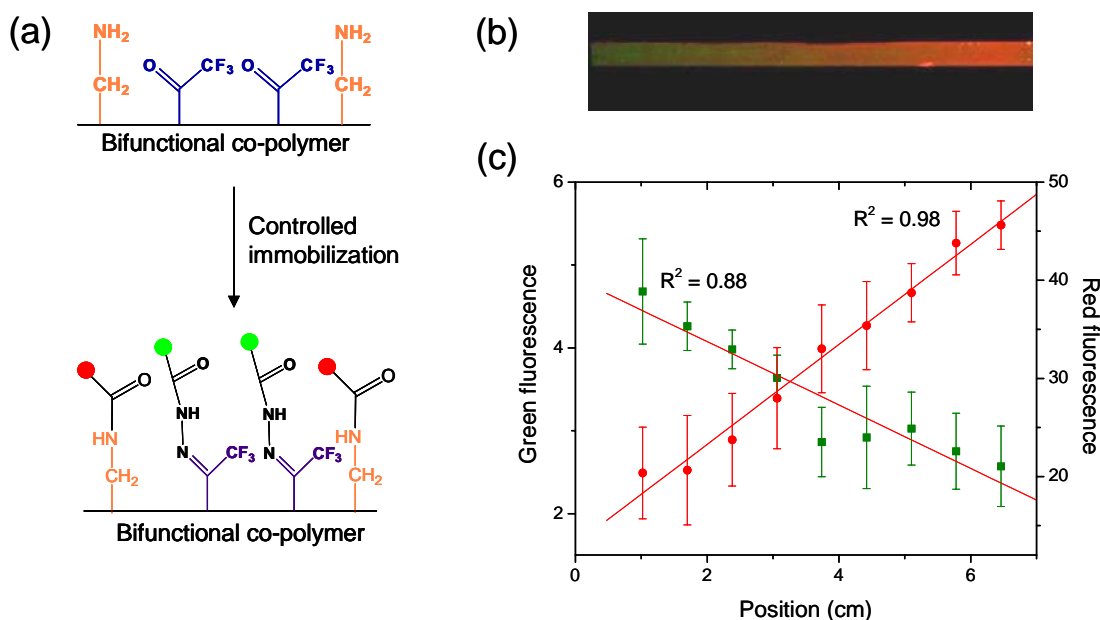 (a)
NH₂
NH₂
O
CF₃
O
CF₃
CH₂
CH₂
Bifunctional co-polymer
Controlled
immobilization
O
O
O
O
HN
NH
NH
HN
CH₂
N
CF₃
N
CF₃
CH₂
Bifunctional co-polymer
(b)
(c)
6
4
2
Green fluorescence
R² = 0.98
R² = 0.88
50
40
30
20
Red fluorescence
0
2
4
6
Position (cm)